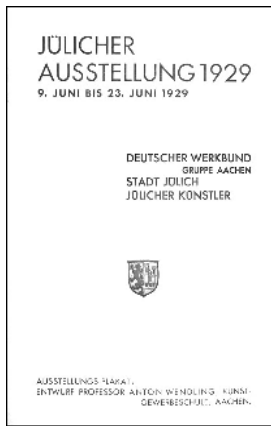 JÜLICHER
AUSSTELLUNG 1929
9. JUNI BIS 23. JUNI 1929
DEUTSCHER WERKBUND
GRUPPE AACHEN
STADT JÜLICH
JÜLICHER KÜNSTLER
AUSSTELLUNGS PLAKAT.
ENTWURF PROFESSOR ANTON WENDLING KUNST-
GEWERBESCHULE, AACHEN.